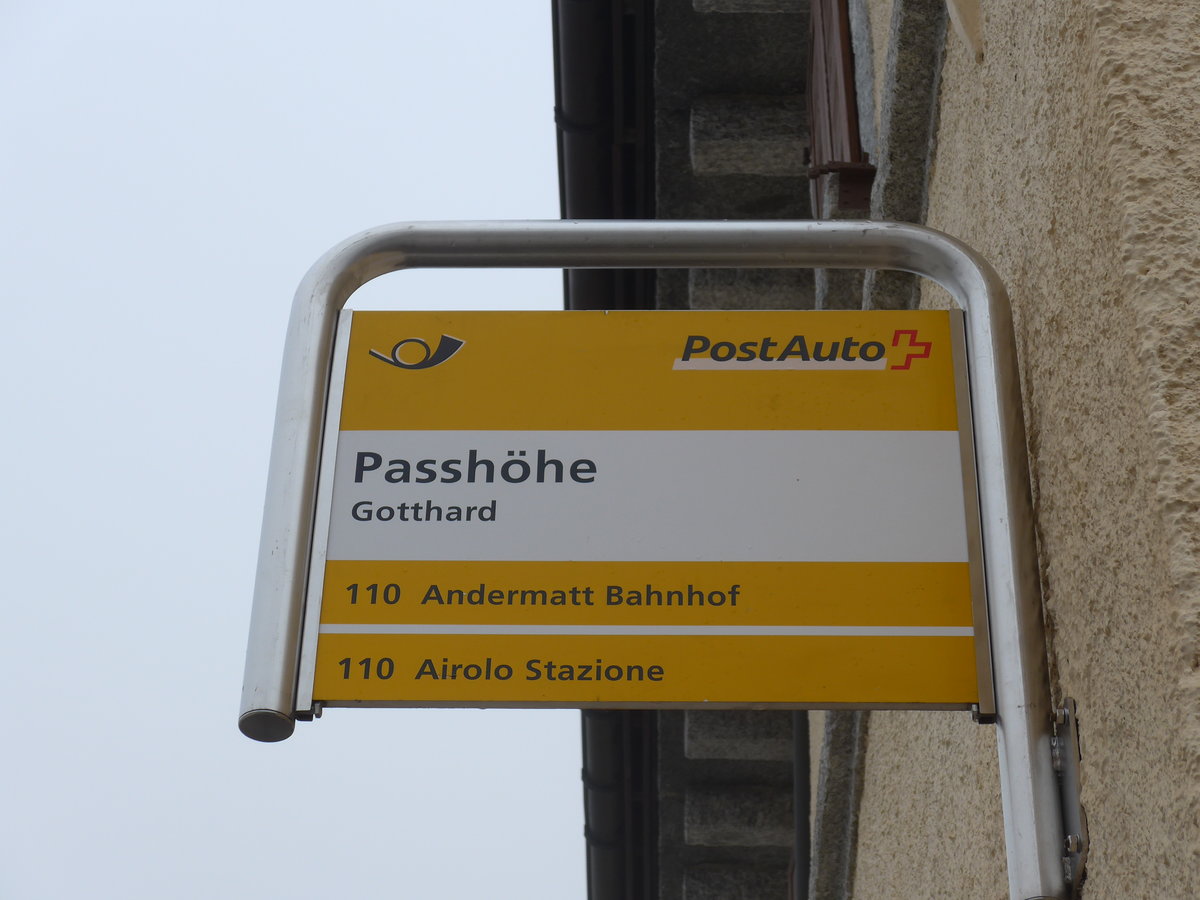 PostAuto
Passhöhe
Gotthard
110 Andermatt Bahnhof
110 Airolo Stazione